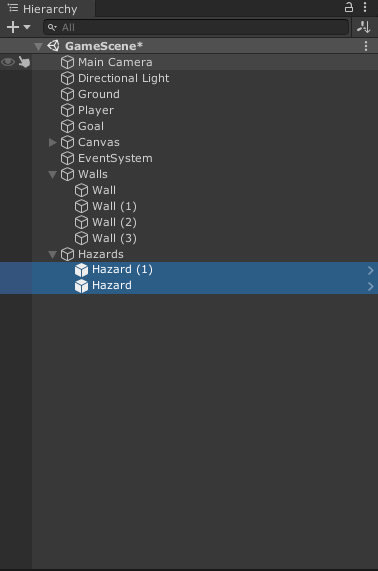 Hierarchy
All
GameScene*
Main Camera
Directional Light
Ground
Player
Goal
Canvas
EventSystem
Walls
Wall
Wall (1)
Wall (2)
Wall (3)
Hazards
Hazard (1)
Hazard